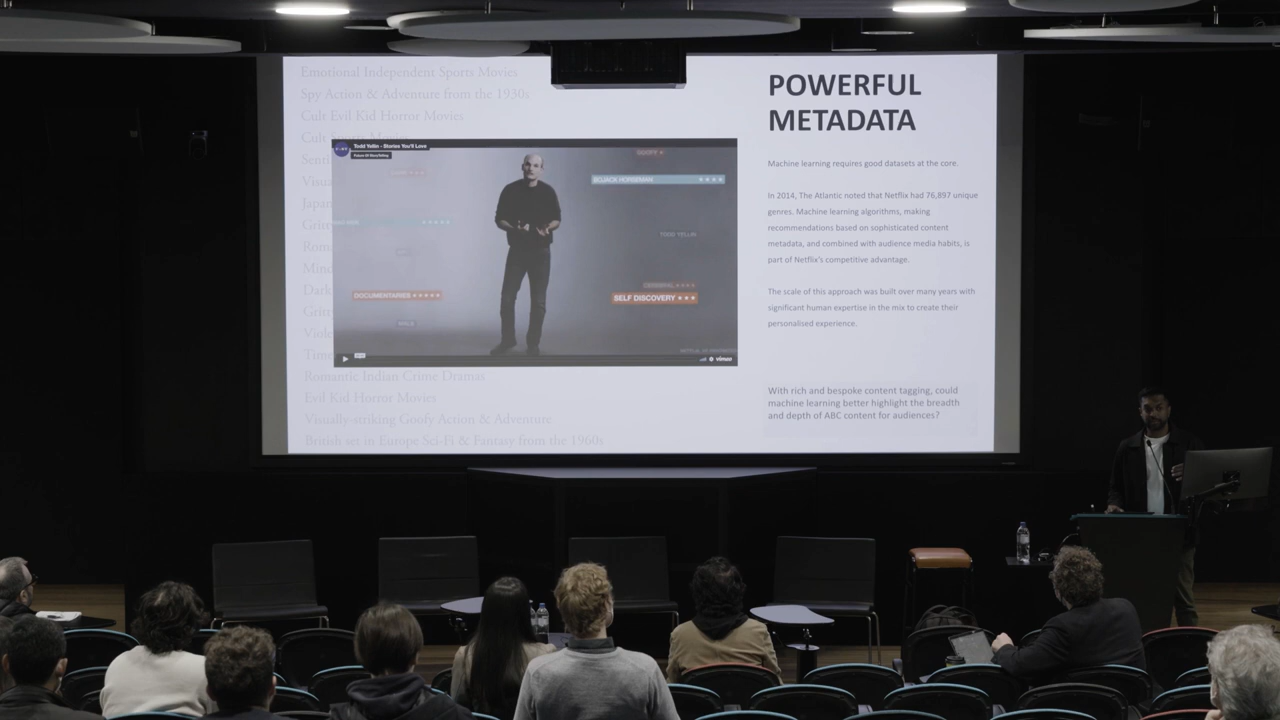 Emotional Independent Sports Movies
Spy Action & Adventure from the 1930s
Cult Evil Kid Horror Movies
Cult Sports Movies
Romantic Indian Crime Dramas
Evil Kid Horror Movies
Visually-striking Goofy Action & Adventure
British set in Europe Sci-Fi & Fantasy from the 1960s
Todd Yellin - Stories You'll Love
Future Of StoryTelling
GOOFY
BOJACK HORSEMAN
TODD YELLIN
DOCUMENTARIES
SELF DISCOVERY
vimeo
POWERFUL
METADATA
Machine learning requires good datasets at the core.
In 2014, The Atlantic noted that Netflix had 76,897 unique
genres. Machine learning algorithms, making
recommendations based on sophisticated content
metadata, and combined with audience media habits, is
part of Netflix's competitive advantage.
The scale of this approach was built over many years with
significant human expertise in the mix to create their
personalised experience.
With rich and bespoke content tagging, could
machine learning better highlight the breadth
and depth of ABC content for audiences?